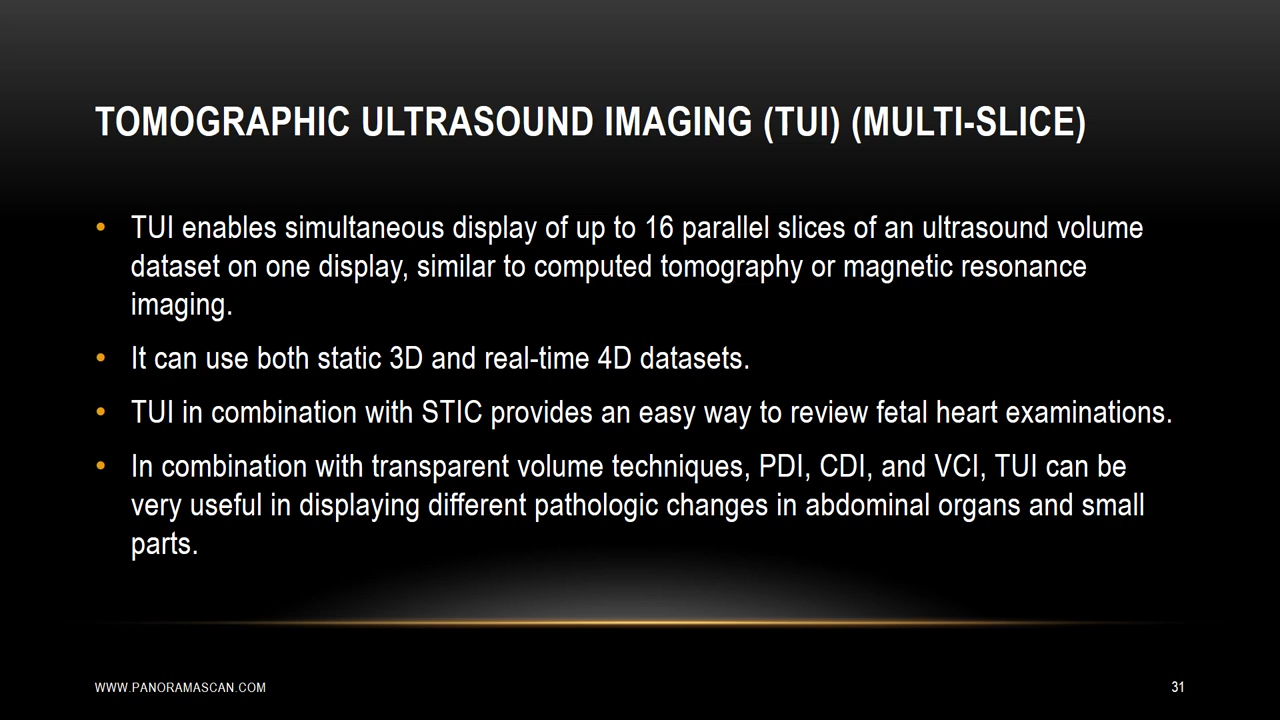 TOMOGRAPHIC ULTRASOUND IMAGING (TUI) (MULTI-SLICE)
• TUI enables simultaneous display of up to 16 parallel slices of an ultrasound volume
dataset on one display, similar to computed tomography or magnetic resonance
imaging.
• It can use both static 3D and real-time 4D datasets.
• TUI in combination with STIC provides an easy way to review fetal heart examinations.
• In combination with transparent volume techniques, PDI, CDI, and VCI, TUI can be
very useful in displaying different pathologic changes in abdominal organs and small
parts.
WWW.PANORAMASCAN.COM
31